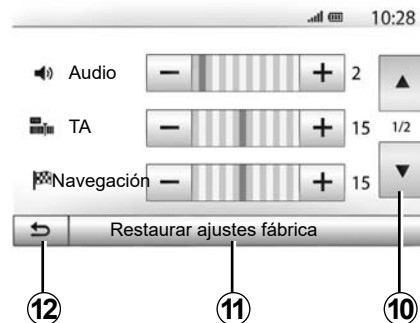 10:28
Audio − + 2 ▲
TA − + 15 1/2
Navegación − + 15 ▼
Restaurar ajustes fábrica
12 11 10